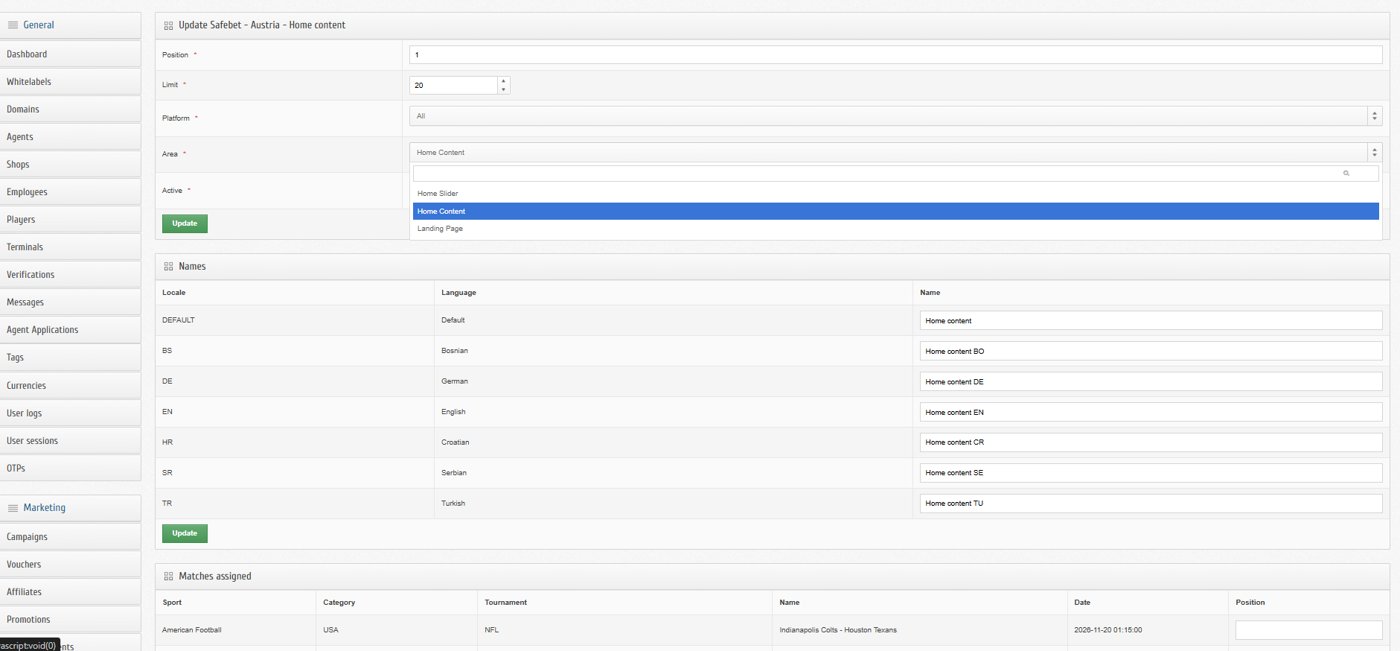 General
Dashboard
Whitelabels
Domains
Agents
Shops
Employees
Players
Terminals
Verifications
Messages
Agent Applications
Tags
Currencies
User logs
User sessions
OTPs
Marketing
Campaigns
Vouchers
Affiliates
Promotions
ascript:void(0)
nts
Update Safebet - Austria - Home content
Position * 1
Limit * 20
Platform * All
Area * Home Content
Home Slider
Active *
Home Content
Landing Page
Update
Names
Locale Language Name
DEFAULT Default Home content
BS Bosnian Home content BO
DE German Home content DE
EN English Home content EN
HR Croatian Home content CR
SR Serbian Home content SE
TR Turkish Home content TU
Update
Matches assigned
Sport Category Tournament Name Date Position
American Football USA NFL Indianapolis Colts - Houston Texans 2026-11-20 01:15:00